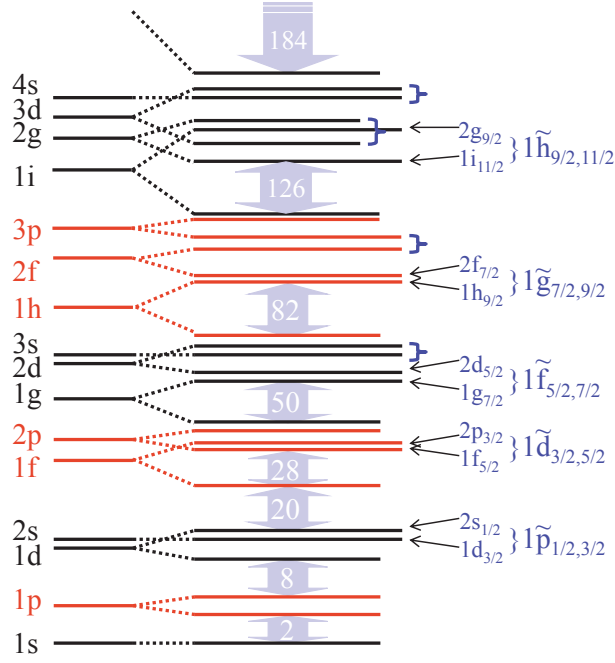 184
4s
3d
2g
2g9/2
1i11/2 } 1h̃9/2,11/2
1i
126
3p
2f
2f7/2
1h9/2 } 1g̃7/2,9/2
1h
82
3s
2d
2d5/2
1g7/2 } 1f̃5/2,7/2
1g
50
2p
2p3/2
1f5/2 } 1d̃3/2,5/2
1f
28
20
2s
2s1/2
1d3/2 } 1p̃1/2,3/2
1d
8
1p
2
1s